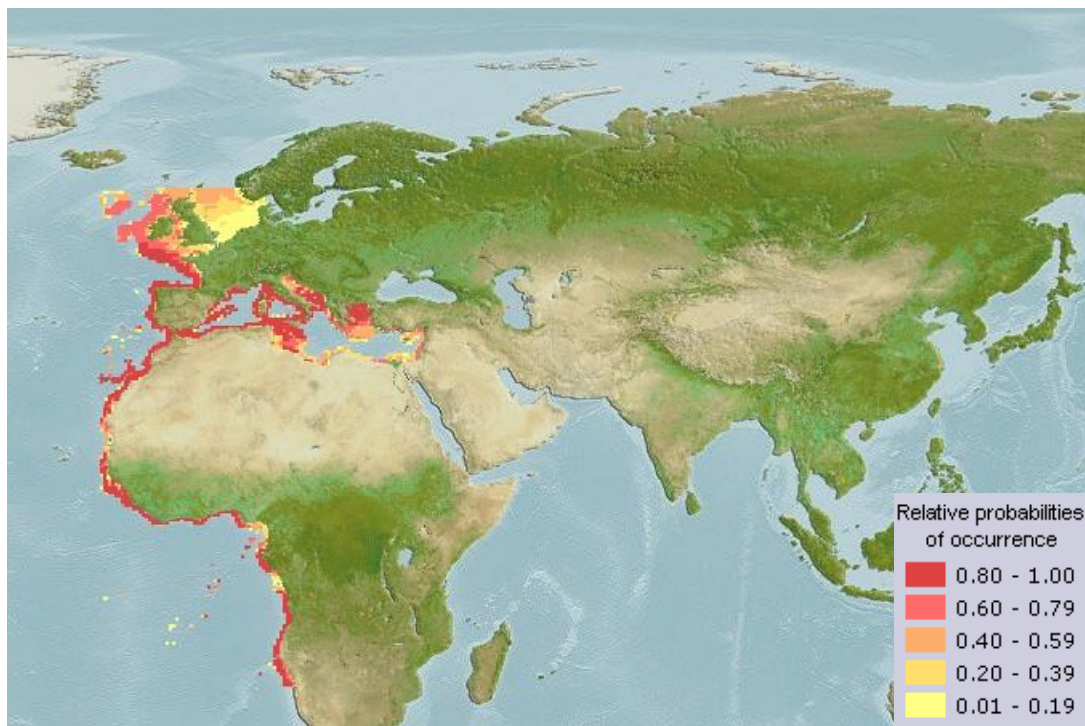 Relative probabilities
of occurrence
0.80 - 1.00
0.60 - 0.79
0.40 - 0.59
0.20 - 0.39
0.01 - 0.19